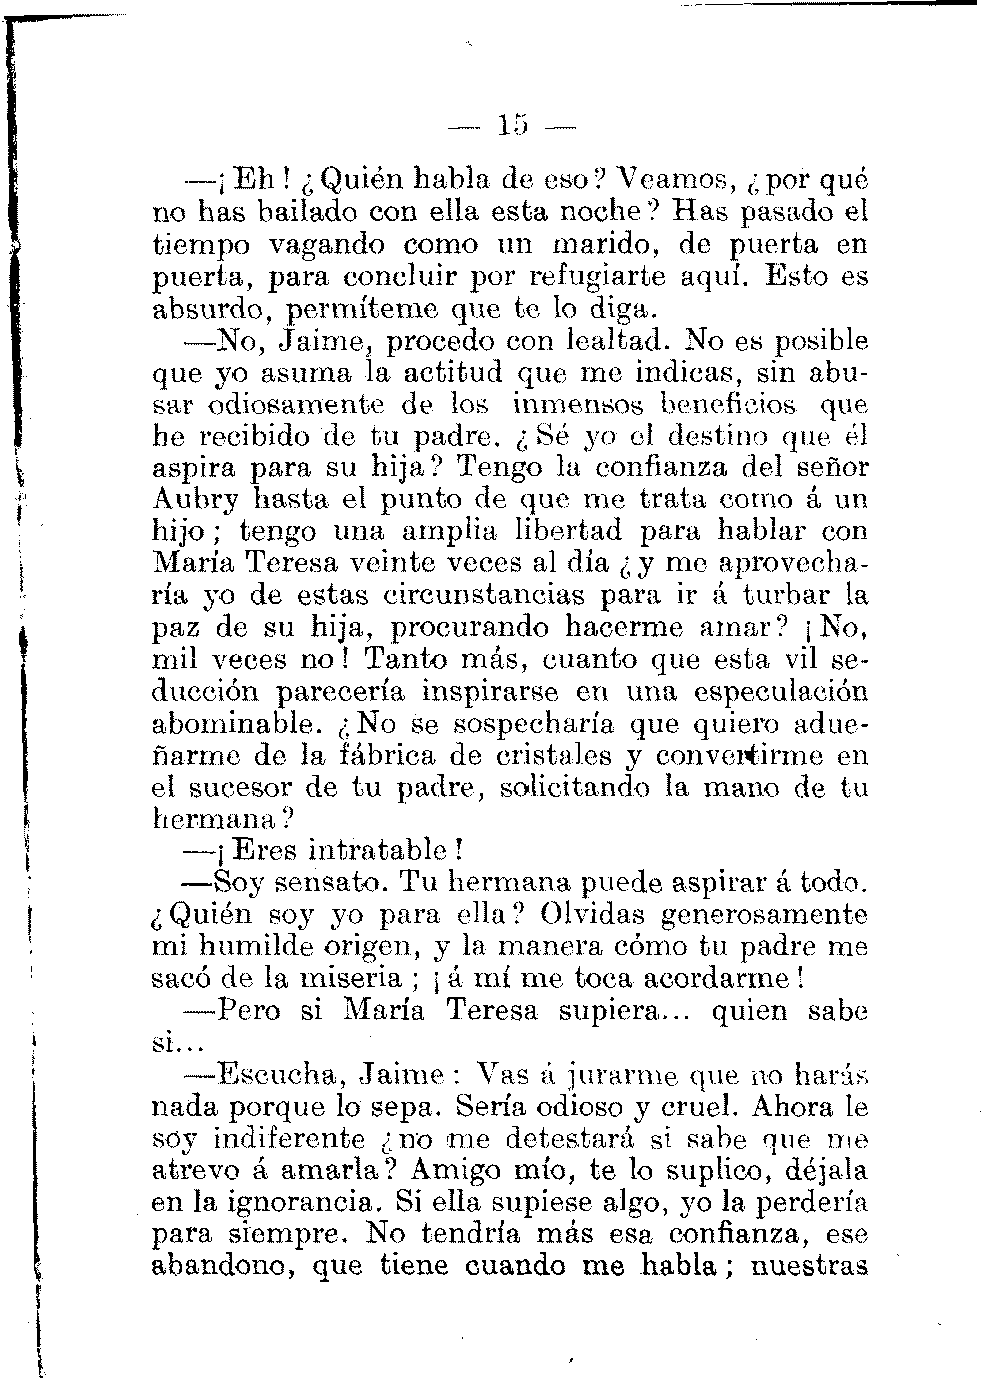 — 15 —
—¡Eh! ¿Quién habla de eso? Veamos, ¿por qué
no has bailado con ella esta noche? Has pasado el
tiempo vagando como un marido, de puerta en
puerta, para concluir por refugiarte aquí. Esto es
absurdo, permíteme que te lo diga.
—No, Jaime, procedo con lealtad. No es posible
que yo asuma la actitud que me indicas, sin abu-
sar odiosamente de los inmensos beneficios que
he recibido de tu padre. ¿Sé yo el destino que él
aspira para su hija? Tengo la confianza del señor
Aubry hasta el punto de que me trata como á un
hijo; tengo una amplia libertad para hablar con
María Teresa veinte veces al día ¿y me aprovecha-
ría yo de estas circunstancias para ir á turbar la
paz de su hija, procurando hacerme amar? ¡No,
mil veces no! Tanto más, cuanto que esta vil se-
ducción parecería inspirarse en una especulación
abominable. ¿No se sospecharía que quiero adue-
ñarme de la fábrica de cristales y convertirme en
el sucesor de tu padre, solicitando la mano de tu
hermana?
—¡Eres intratable!
—Soy sensato. Tu hermana puede aspirar á todo.
¿Quién soy yo para ella? Olvidas generosamente
mi humilde origen, y la manera cómo tu padre me
sacó de la miseria; ¡á mí me toca acordarme!
—Pero si María Teresa supiera... quien sabe
si...
—Escucha, Jaime: Vas á jurarme que no harás
nada porque lo sepa. Sería odioso y cruel. Ahora le
soy indiferente ¿no me detestará si sabe que me
atrevo á amarla? Amigo mío, te lo suplico, déjala
en la ignorancia. Si ella supiese algo, yo la perdería
para siempre. No tendría más esa confianza, ese
abandono, que tiene cuando me habla; nuestras